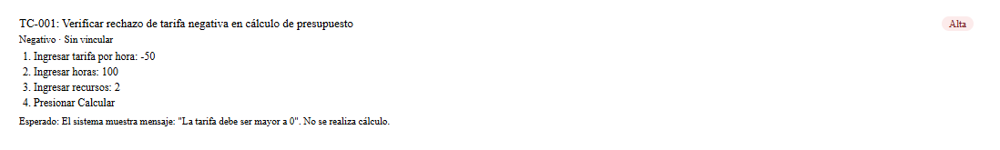 TC-001: Verificar rechazo de tarifa negativa en cálculo de presupuesto
Alta
Negativo · Sin vincular
1. Ingresar tarifa por hora: -50
2. Ingresar horas: 100
3. Ingresar recursos: 2
4. Presionar Calcular
Esperado: El sistema muestra mensaje: "La tarifa debe ser mayor a 0". No se realiza cálculo.